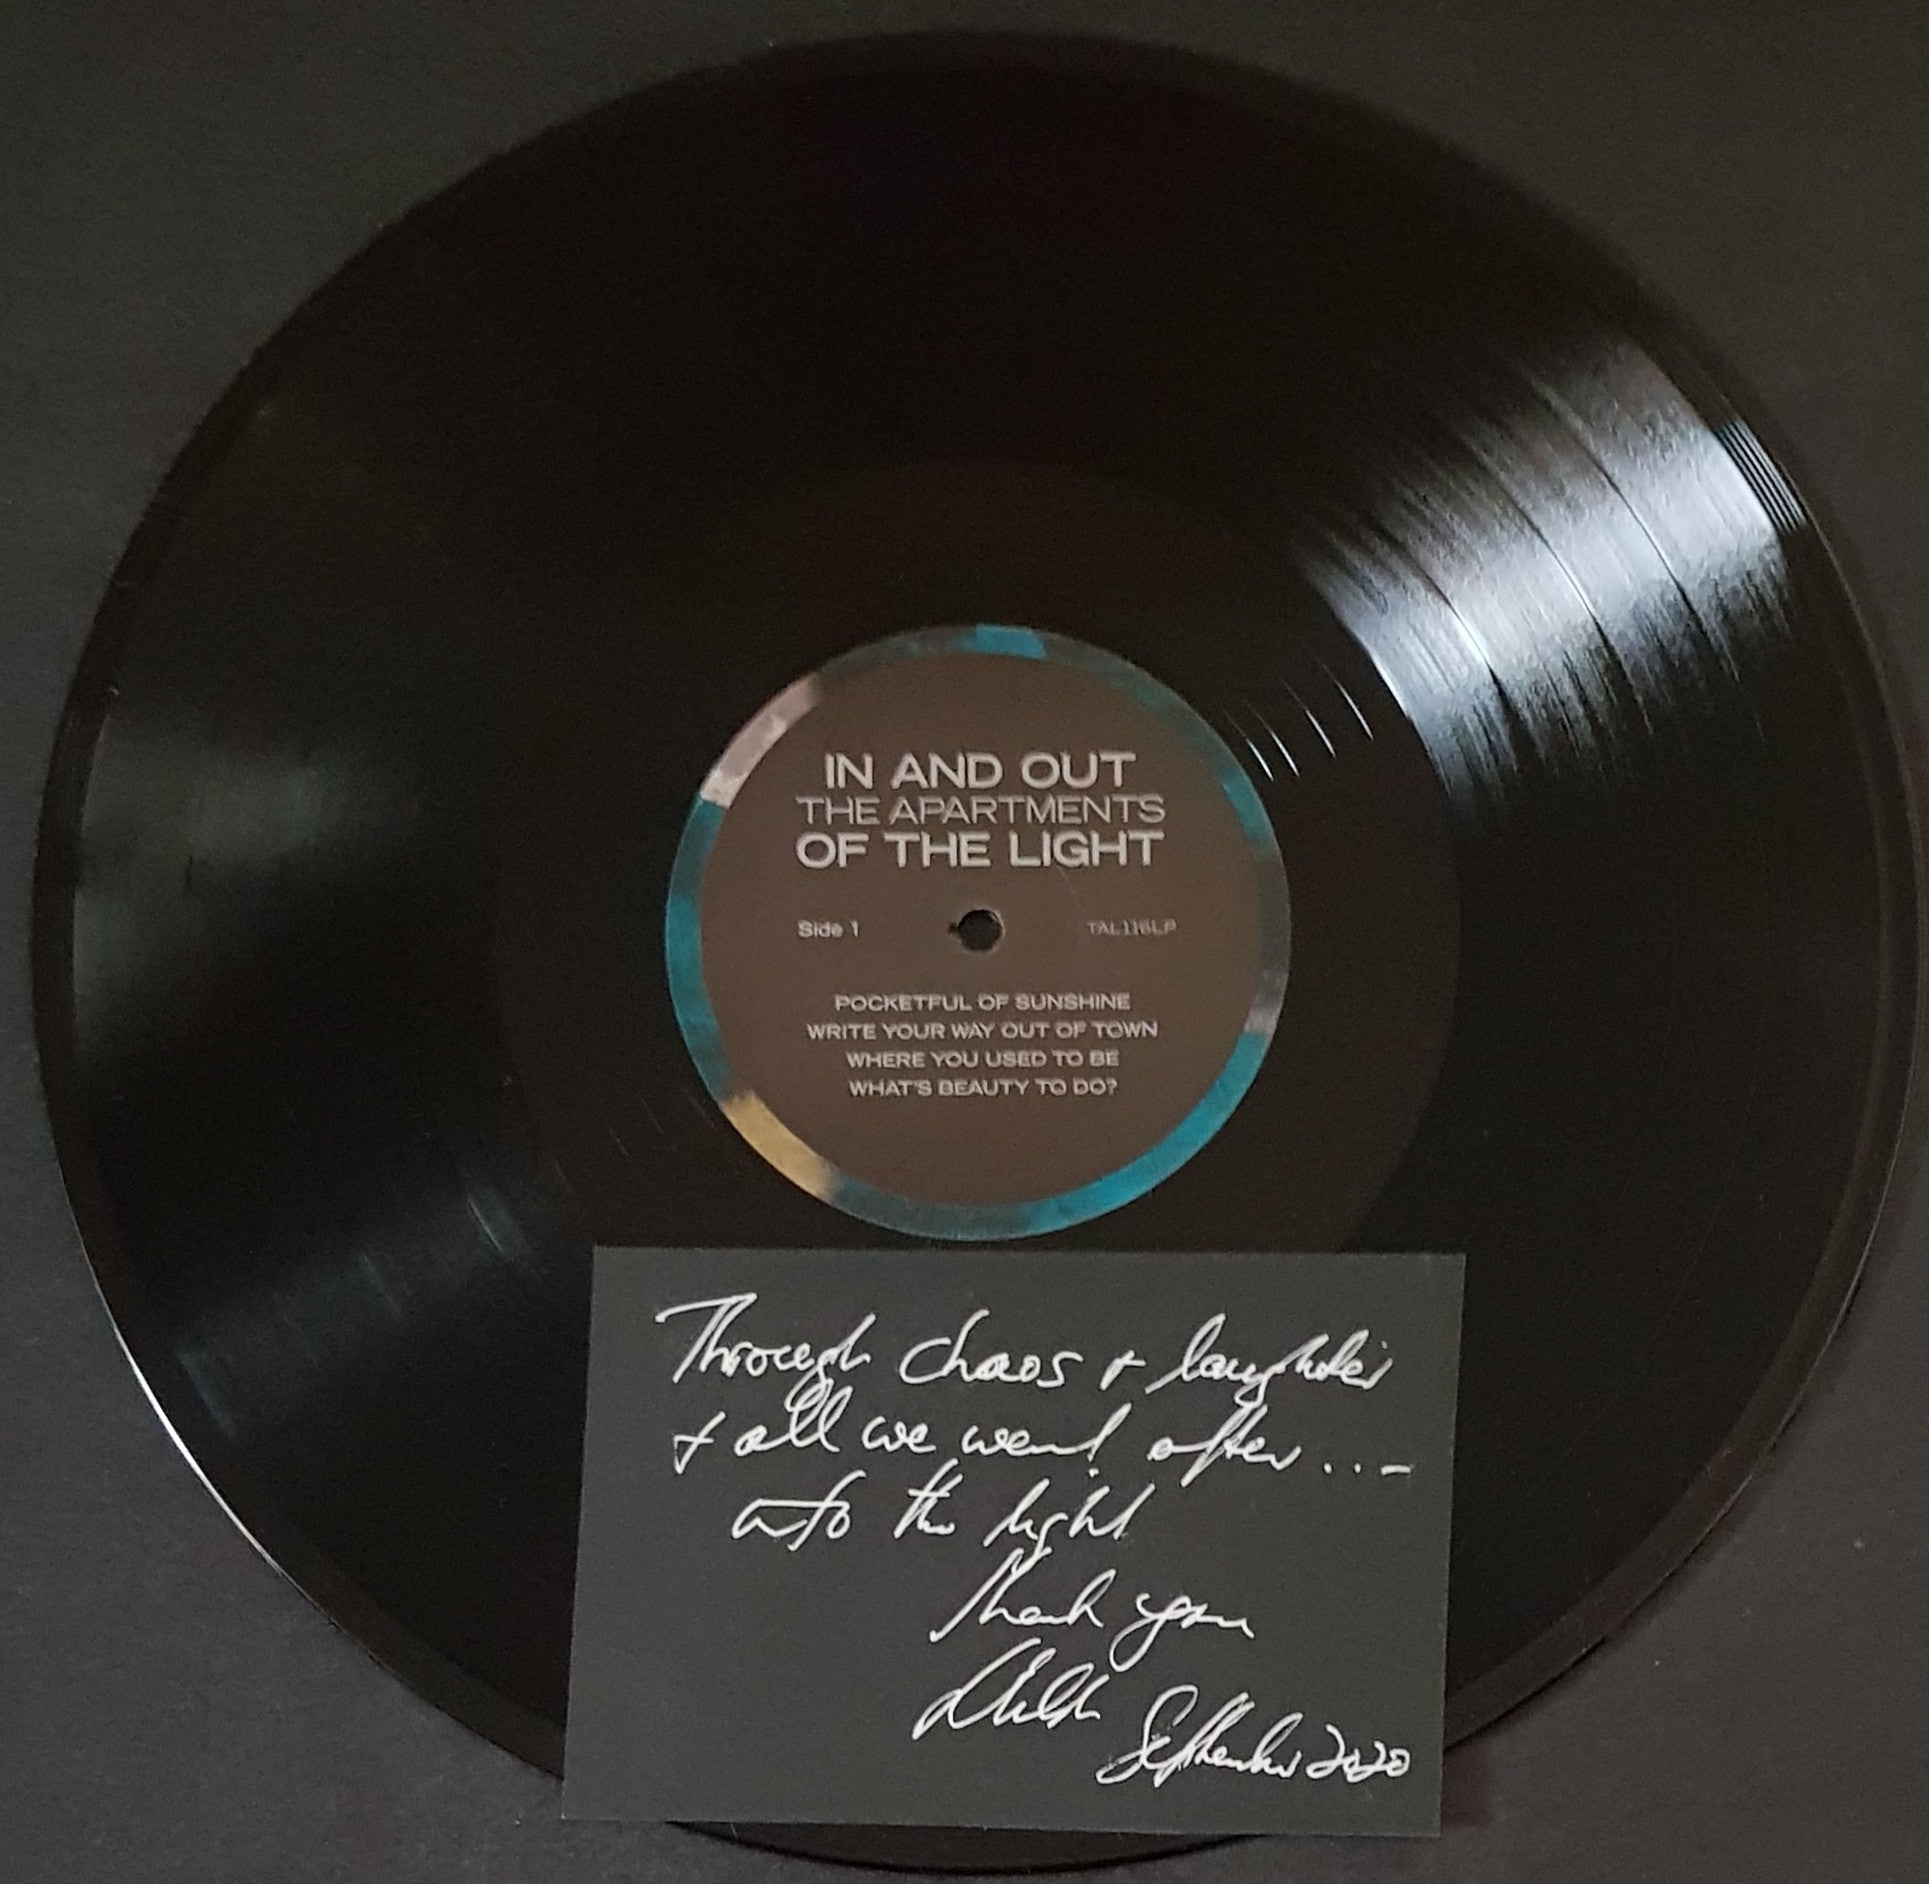 IN AND OUT
THE APARTMENTS
OF THE LIGHT
Side 1
TAL116LP
POCKETFUL OF SUNSHINE
WRITE YOUR WAY OUT OF TOWN
WHERE YOU USED TO BE
WHAT'S BEAUTY TO DO?
Through chaos + laughter
+ all we went after...
into the light
Thank you
September 2020